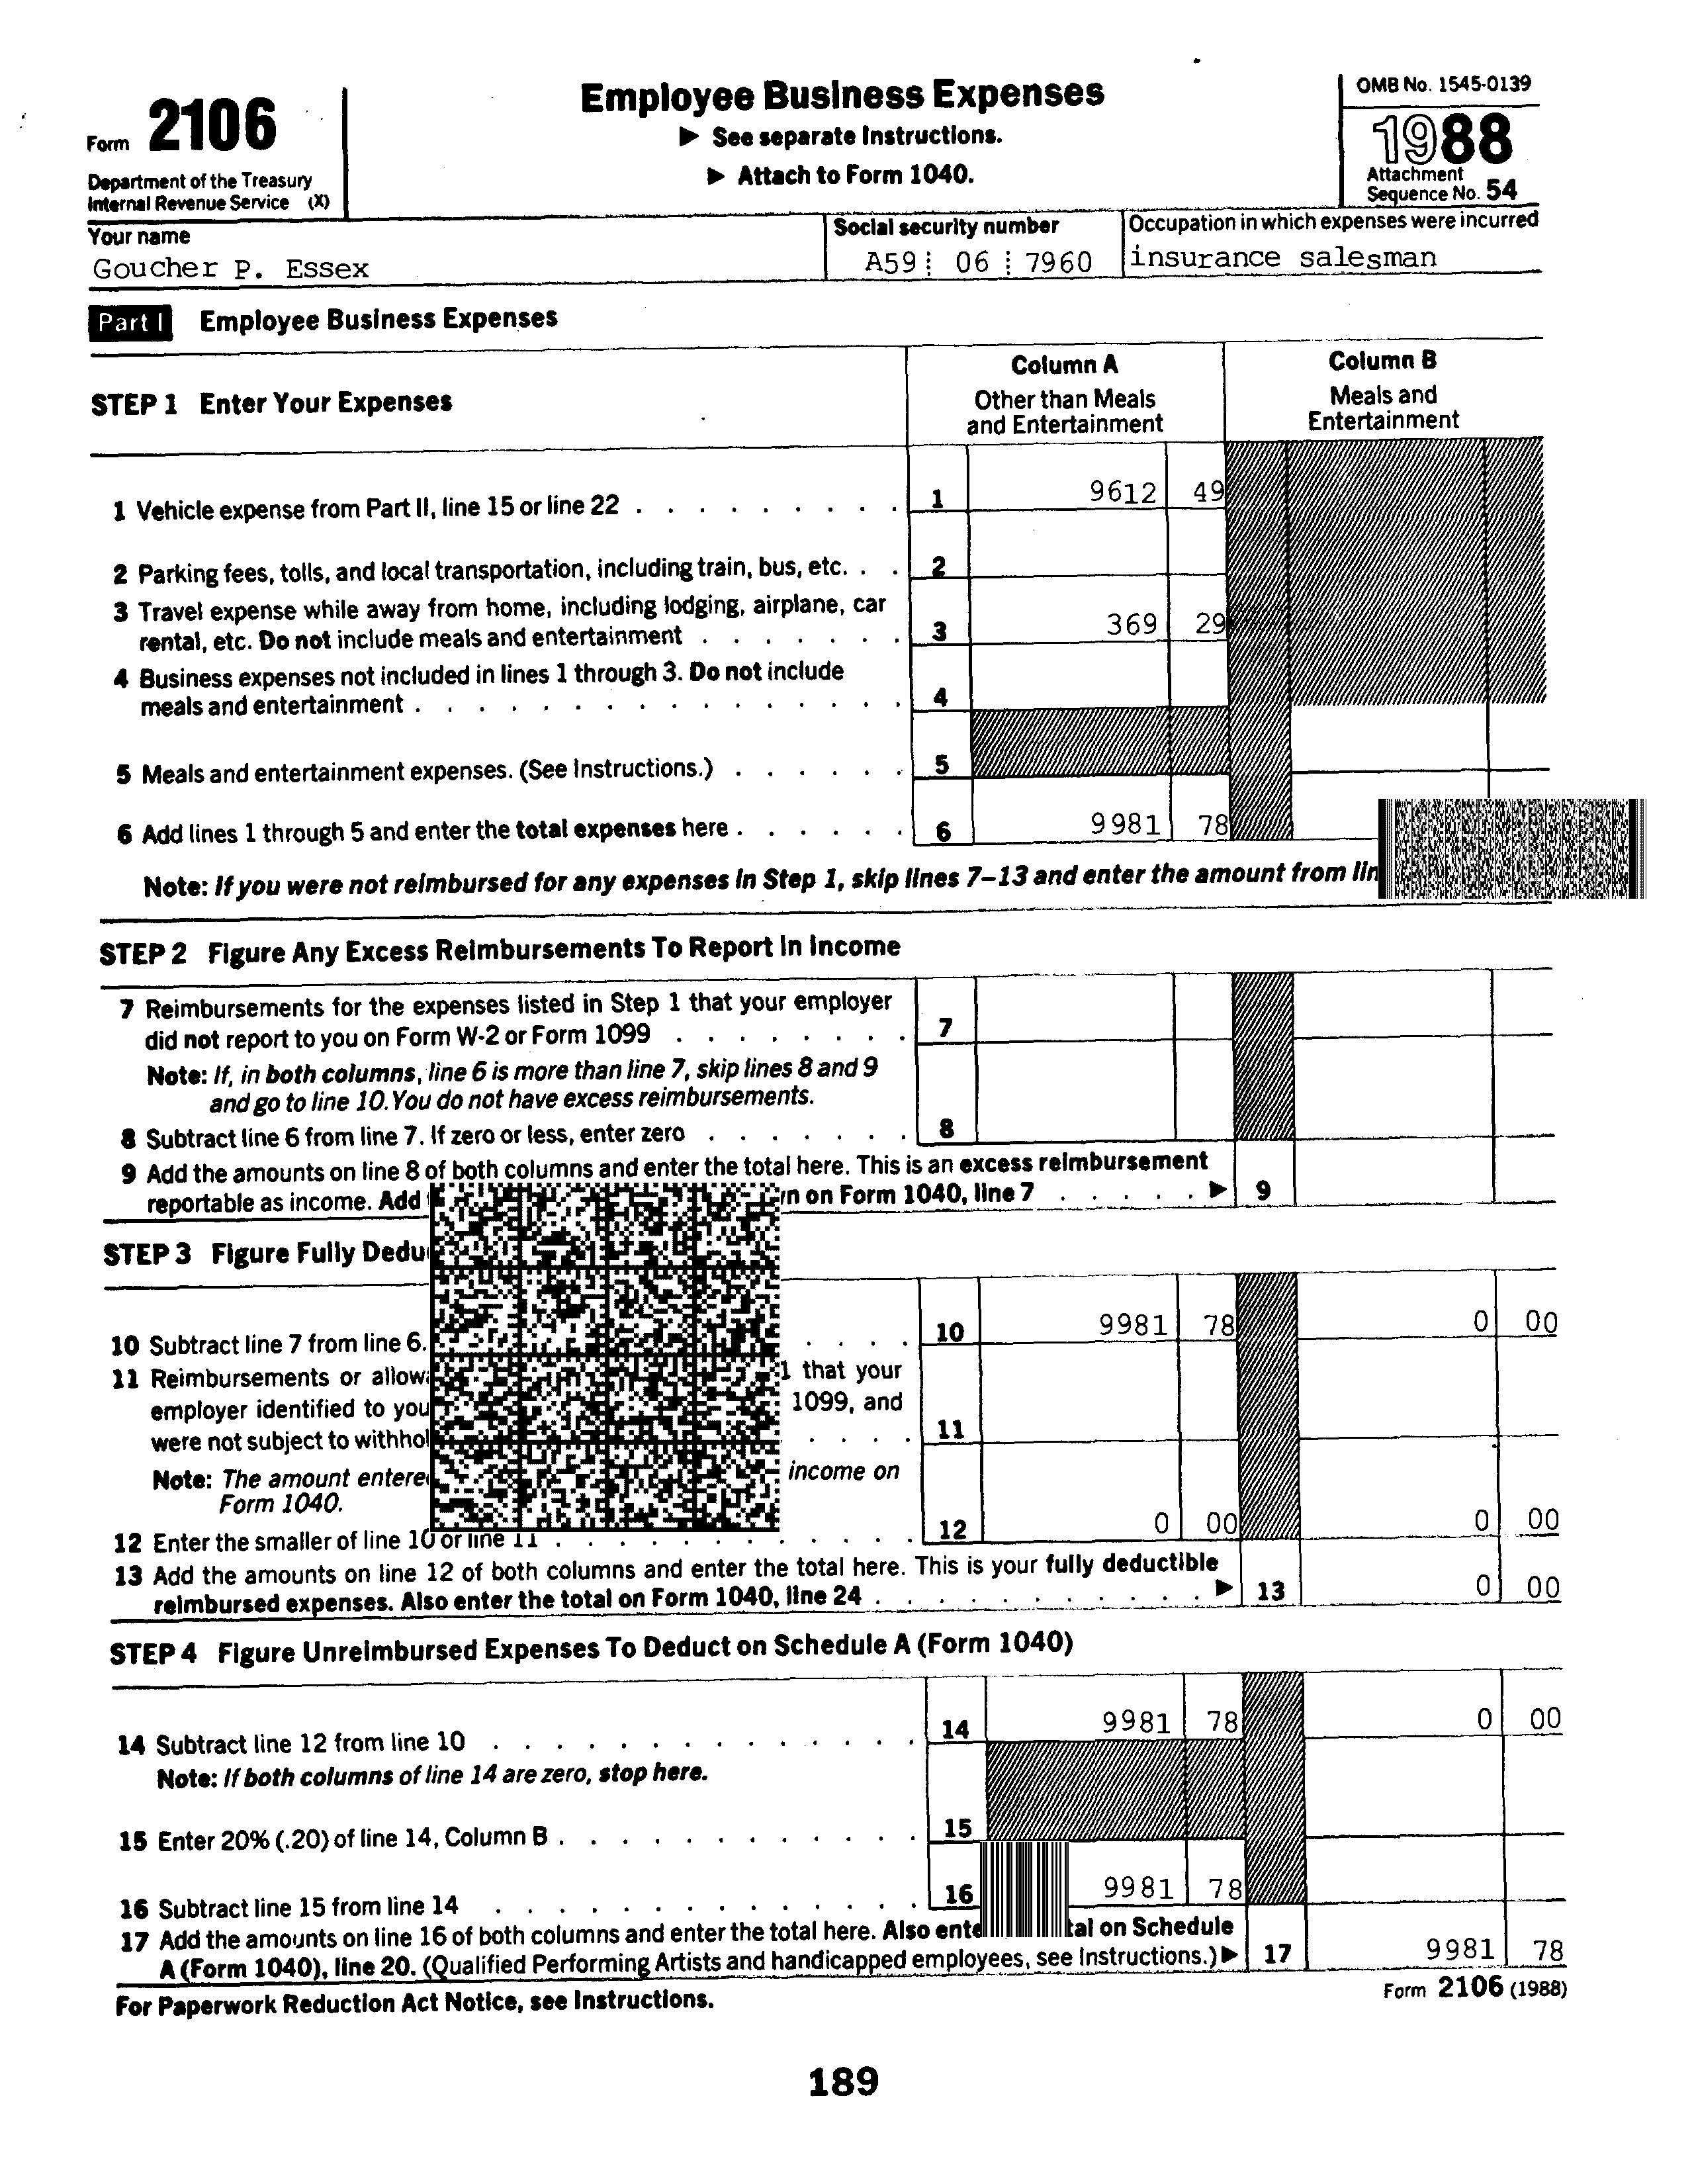 Form 2106
Department of the Treasury
Internal Revenue Service (X)
Employee Business Expenses
► See separate Instructions.
► Attach to Form 1040.
OMB No. 1545-0139
1988
Attachment
Sequence No. 54
Your name
Goucher P. Essex
Social security number
A59 06 7960
Occupation in which expenses were incurred
insurance salesman
Part I Employee Business Expenses
STEP 1 Enter Your Expenses
Column A
Other than Meals
and Entertainment
Column B
Meals and
Entertainment
1 Vehicle expense from Part II, line 15 or line 22 . . . . . . . . . 1 9612 49
2 Parking fees, tolls, and local transportation, including train, bus, etc. . . 2
3 Travel expense while away from home, including lodging, airplane, car
rental, etc. Do not include meals and entertainment . . . . . . . 3 369 29
4 Business expenses not included in lines 1 through 3. Do not include
meals and entertainment . . . . . . . . . . . . . . . . 4
5 Meals and entertainment expenses. (See Instructions.) . . . . . . 5
6 Add lines 1 through 5 and enter the total expenses here . . . . . . 6 9981 78
Note: If you were not reimbursed for any expenses in Step 1, skip lines 7–13 and enter the amount from
STEP 2 Figure Any Excess Reimbursements To Report in Income
7 Reimbursements for the expenses listed in Step 1 that your employer
did not report to you on Form W-2 or Form 1099 . . . . . . . . 7
Note: If, in both columns, line 6 is more than line 7, skip lines 8 and 9
and go to line 10. You do not have excess reimbursements.
8 Subtract line 6 from line 7. If zero or less, enter zero . . . . . . . 8
9 Add the amounts on line 8 of both columns and enter the total here. This is an excess reimbursement
reportable as income. Add on Form 1040, line 7 . . . . . ► 9
STEP 3 Figure Fully
10 Subtract line 7 from line 6. . . . . 10 9981 78 0 00
11 Reimbursements or that your
employer identified to you 1099, and
were not subject to . . . . 11
Note: The amount income on
Form 1040.
12 Enter the smaller of line 10 or line 11 . . . . . . . . . . . . 12 0 00 0 00
13 Add the amounts on line 12 of both columns and enter the total here. This is your fully deductible
reimbursed expenses. Also enter the total on Form 1040, line 24 . . . . . . . . . . . ► 13 0 00
STEP 4 Figure Unreimbursed Expenses To Deduct on Schedule A (Form 1040)
14 Subtract line 12 from line 10 . . . . . . . . . . . . . . 14 9981 78 0 00
Note: If both columns of line 14 are zero, stop here.
15 Enter 20% (.20) of line 14, Column B . . . . . . . . . . . . 15
16 Subtract line 15 from line 14 . . . . . . . . . . . . . . 16 9981 78
17 Add the amounts on line 16 of both columns and enter the total here. Also on Schedule
A (Form 1040), line 20. (Qualified Performing Artists and handicapped employees, see Instructions.) ► 17 9981 78
For Paperwork Reduction Act Notice, see Instructions.
Form 2106 (1988)
189